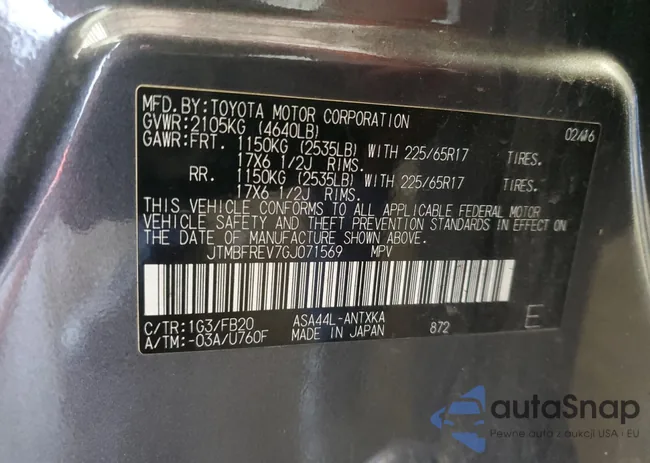 MFD.BY:TOYOTA MOTOR CORPORATION 02/16
GVWR:2105KG (4640LB)
GAWR:FRT. 1150KG (2535LB) WITH 225/65R17 TIRES.
17X6 1/2J RIMS.
RR. 1150KG (2535LB) WITH 225/65R17 TIRES.
17X6 1/2J RIMS.
THIS VEHICLE CONFORMS TO ALL APPLICABLE FEDERAL MOTOR
VEHICLE SAFETY AND THEFT PREVENTION STANDARDS IN EFFECT ON
THE DATE OF MANUFACTURE SHOWN ABOVE.
JTMBFREV7GJ071569 MPV
C/TR:1G3/FB20 ASA44L-ANTXKA E
A/TM:-03A/U760F MADE IN JAPAN 872
autaSnap
Pewne auta z aukcji USA i EU